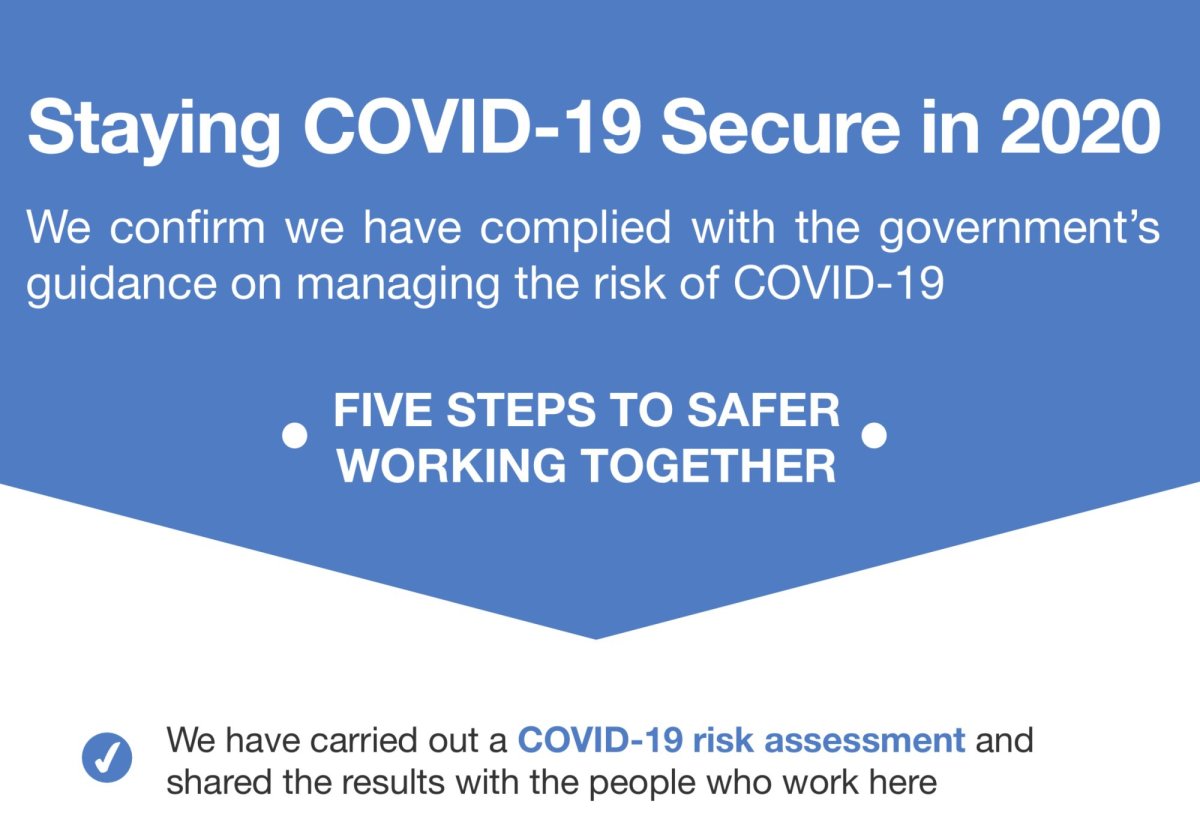 Staying COVID-19 Secure in 2020
We confirm we have complied with the government’s
guidance on managing the risk of COVID-19
FIVE STEPS TO SAFER
WORKING TOGETHER
We have carried out a COVID-19 risk assessment and
shared the results with the people who work here